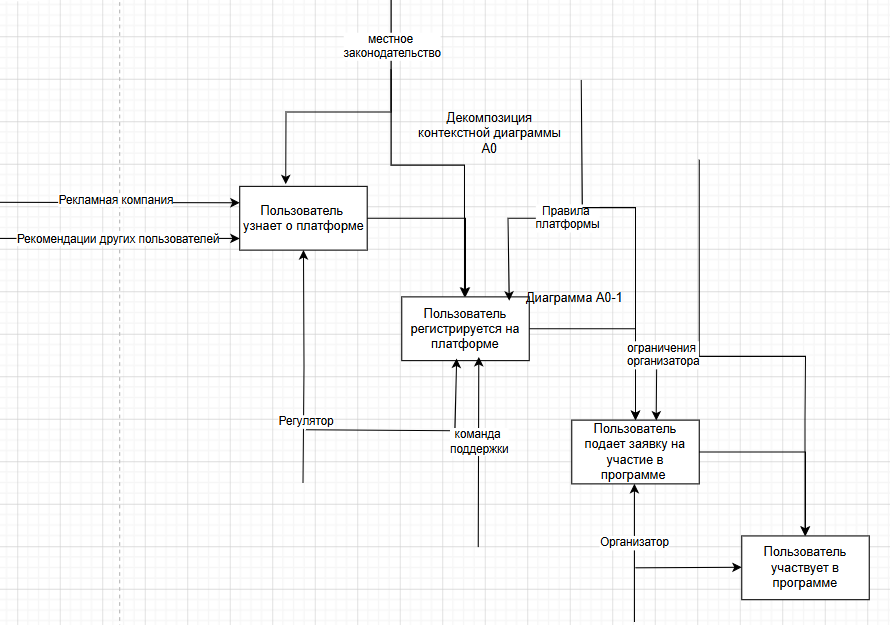 местное
законодательство
Декомпозиция
контекстной диаграммы
А0
Рекламная компания
Пользователь
узнает о платформе
Рекомендации других пользователей
Правила
платформы
Диаграмма А0-1
Пользователь
регистрируется на
платформе
ограничения
организатора
Регулятор
команда
поддержки
Пользователь
подает заявку на
участие в
программе
Организатор
Пользователь
участвует в
программе